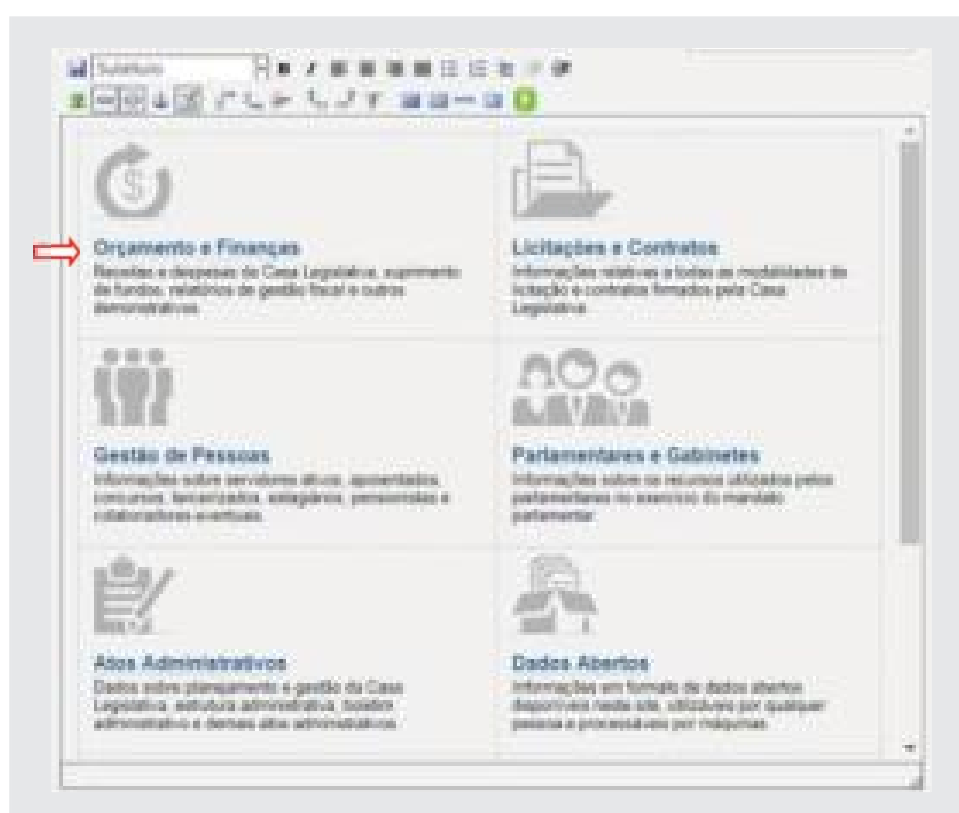 Subtítulo
Orçamento e Finanças
Receitas e despesas da Casa Legislativa, suprimento
de fundos, relatórios de gestão fiscal e outros
demonstrativos.
Licitações e Contratos
Informações relativas a todas as modalidades de
licitação e contratos firmados pela Casa
Legislativa.
Gestão de Pessoas
Informações sobre servidores ativos, aposentados,
concursos, terceirizados, estagiários, pensionistas e
colaboradores eventuais.
Parlamentares e Gabinetes
Informações sobre os recursos utilizados pelos
parlamentares no exercício do mandato
parlamentar.
Atos Administrativos
Dados sobre planejamento e gestão da Casa
Legislativa, estrutura administrativa, boletim
administrativo e demais atos administrativos.
Dados Abertos
Informações em formato de dados abertos
disponíveis neste site, utilizáveis por qualquer
pessoa e processáveis por máquinas.